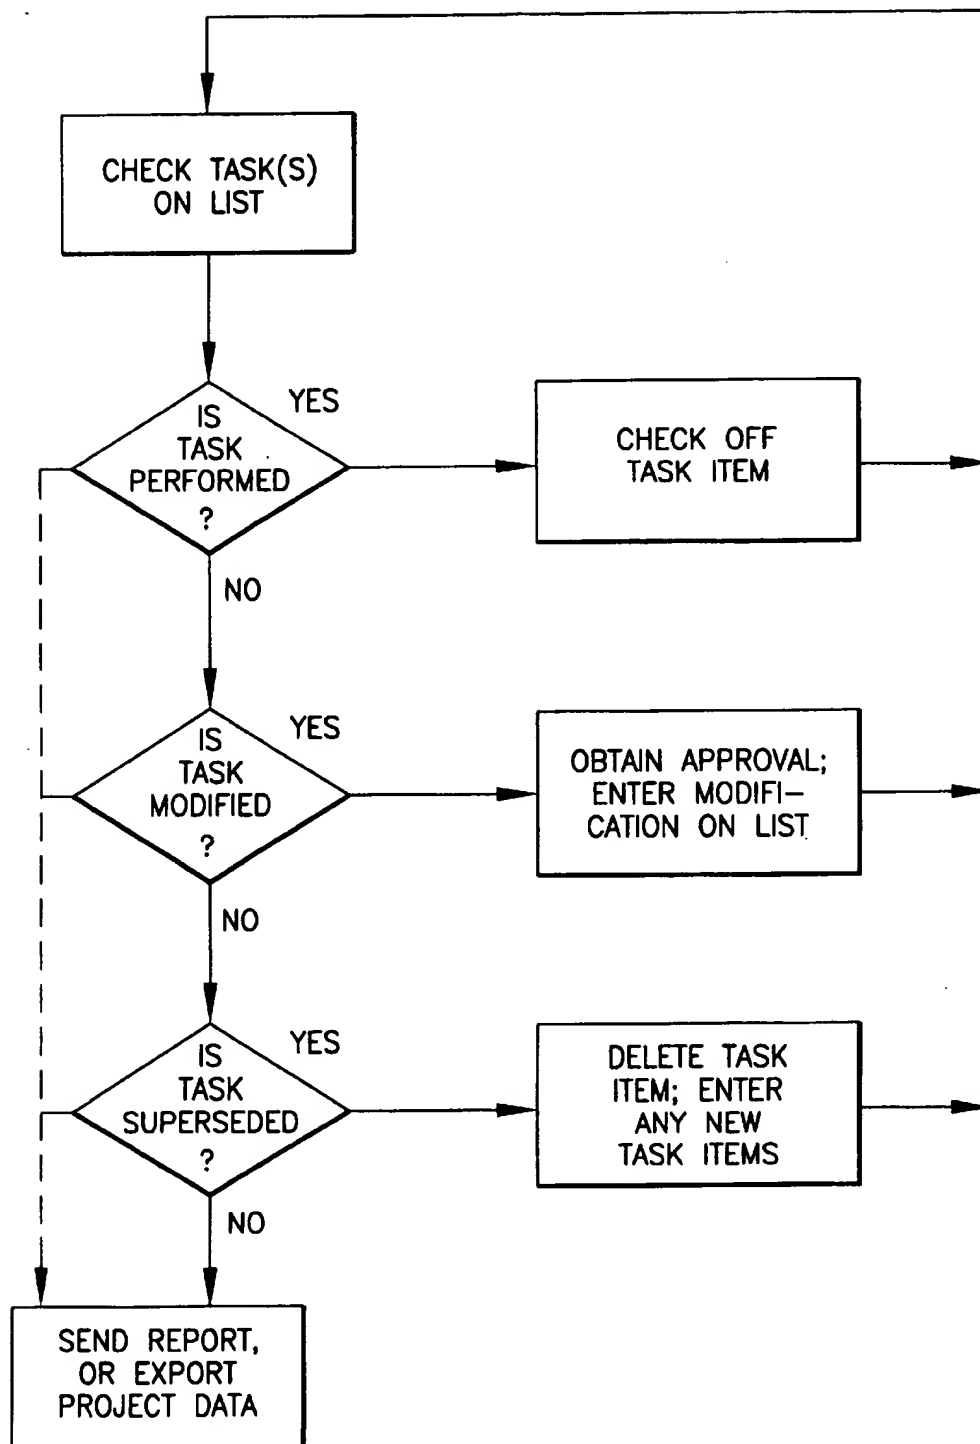 CHECK TASK(S)
ON LIST
YES
IS
TASK
PERFORMED
?
CHECK OFF
TASK ITEM
NO
YES
IS
TASK
MODIFIED
?
OBTAIN APPROVAL;
ENTER MODIFI-
CATION ON LIST
NO
YES
IS
TASK
SUPERSEDED
?
DELETE TASK
ITEM; ENTER
ANY NEW
TASK ITEMS
NO
SEND REPORT,
OR EXPORT
PROJECT DATA